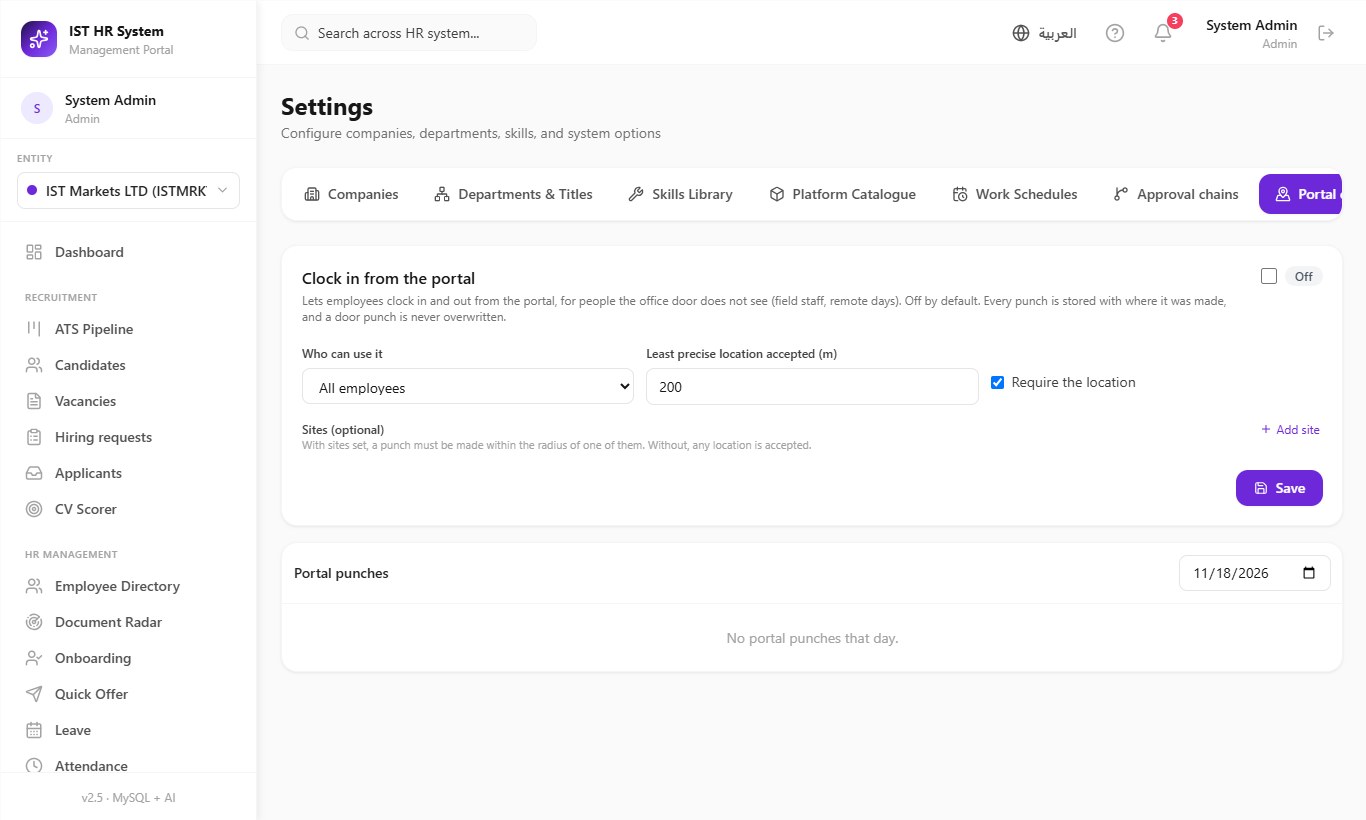 IST HR System
Management Portal
S
System Admin
Admin
ENTITY
IST Markets LTD (ISTMRK
Dashboard
RECRUITMENT
ATS Pipeline
Candidates
Vacancies
Hiring requests
Applicants
CV Scorer
HR MANAGEMENT
Employee Directory
Document Radar
Onboarding
Quick Offer
Leave
Attendance
v2.5 · MySQL + AI
Search across HR system...
العربية
3
System Admin
Admin
Settings
Configure companies, departments, skills, and system options
Companies
Departments & Titles
Skills Library
Platform Catalogue
Work Schedules
Approval chains
Portal
Clock in from the portal
Off
Lets employees clock in and out from the portal, for people the office door does not see (field staff, remote days). Off by default. Every punch is stored with where it was made,
and a door punch is never overwritten.
Who can use it
Least precise location accepted (m)
All employees
200
Require the location
Sites (optional)
+ Add site
With sites set, a punch must be made within the radius of one of them. Without, any location is accepted.
Save
Portal punches
11/18/2026
No portal punches that day.